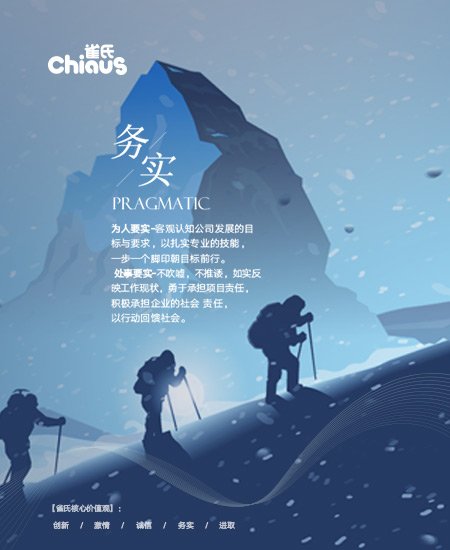 雀氏
Chiaus
务
实
PRAGMATIC
为人要实-客观认知公司发展的目
标与要求，以扎实专业的技能，
一步一个脚印朝目标前行。
处事要实-不吹嘘，不推诿，如实反
映工作现状，勇于承担项目责任，
积极承担企业的社会 责任，
以行动回馈社会。
【雀氏核心价值观】：
创新 / 激情 / 诚信 / 务实 / 进取